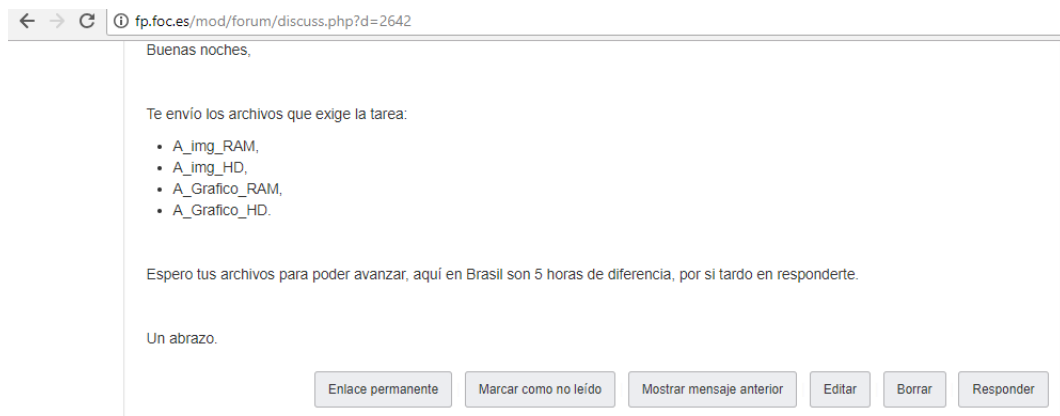 fp.foc.es/mod/forum/discuss.php?d=2642
Buenas noches,
Te envío los archivos que exige la tarea:
• A_img_RAM,
• A_img_HD,
• A_Grafico_RAM,
• A_Grafico_HD.
Espero tus archivos para poder avanzar, aquí en Brasil son 5 horas de diferencia, por si tardo en responderte.
Un abrazo.
Enlace permanente Marcar como no leído Mostrar mensaje anterior Editar Borrar Responder